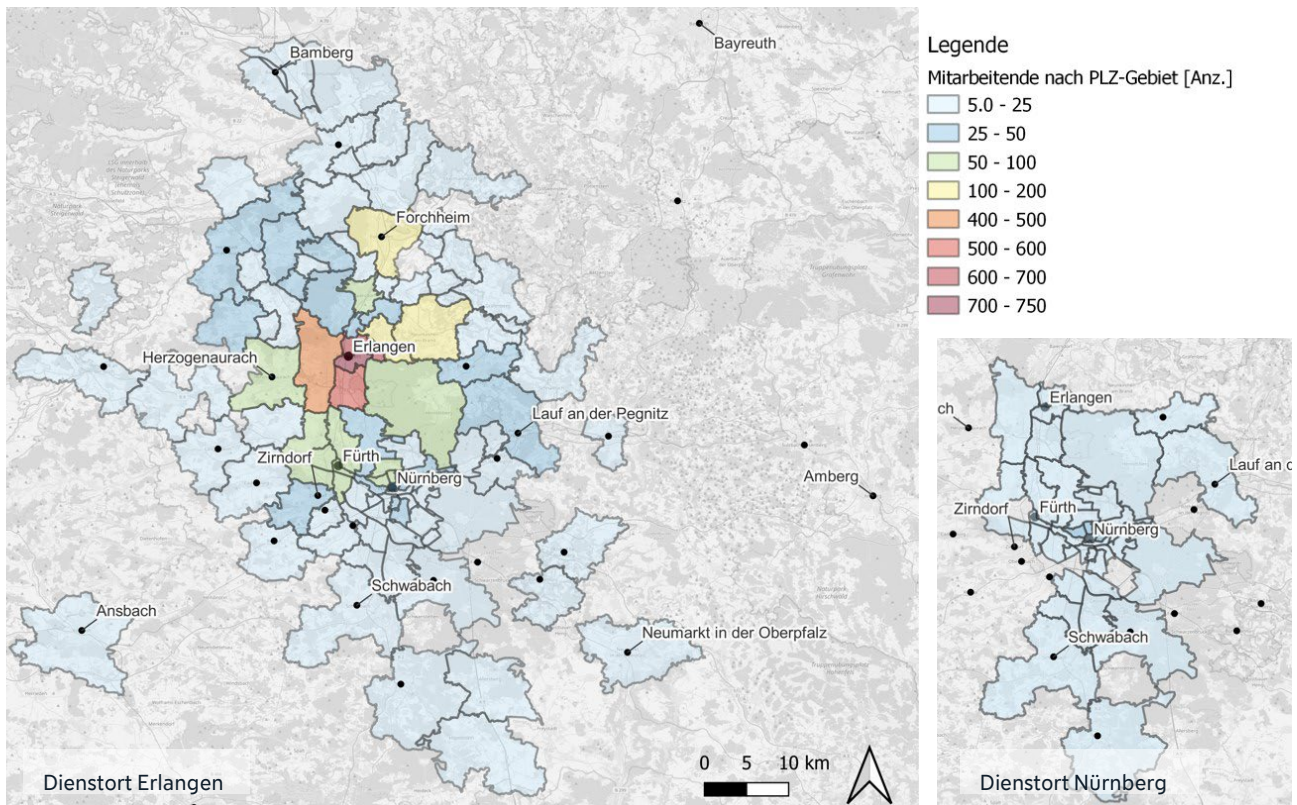 Bamberg
Bayreuth
Forchheim
Erlangen
Herzogenaurach
Lauf an der Pegnitz
Zirndorf
Fürth
Nürnberg
Amberg
Schwabach
Ansbach
Neumarkt in der Oberpfalz
0 5 10 km
Dienstort Erlangen
Legende
Mitarbeitende nach PLZ-Gebiet [Anz.]
5.0 - 25
25 - 50
50 - 100
100 - 200
400 - 500
500 - 600
600 - 700
700 - 750
Erlangen
ch
Lauf an d
Zirndorf
Fürth
Nürnberg
Schwabach
Dienstort Nürnberg